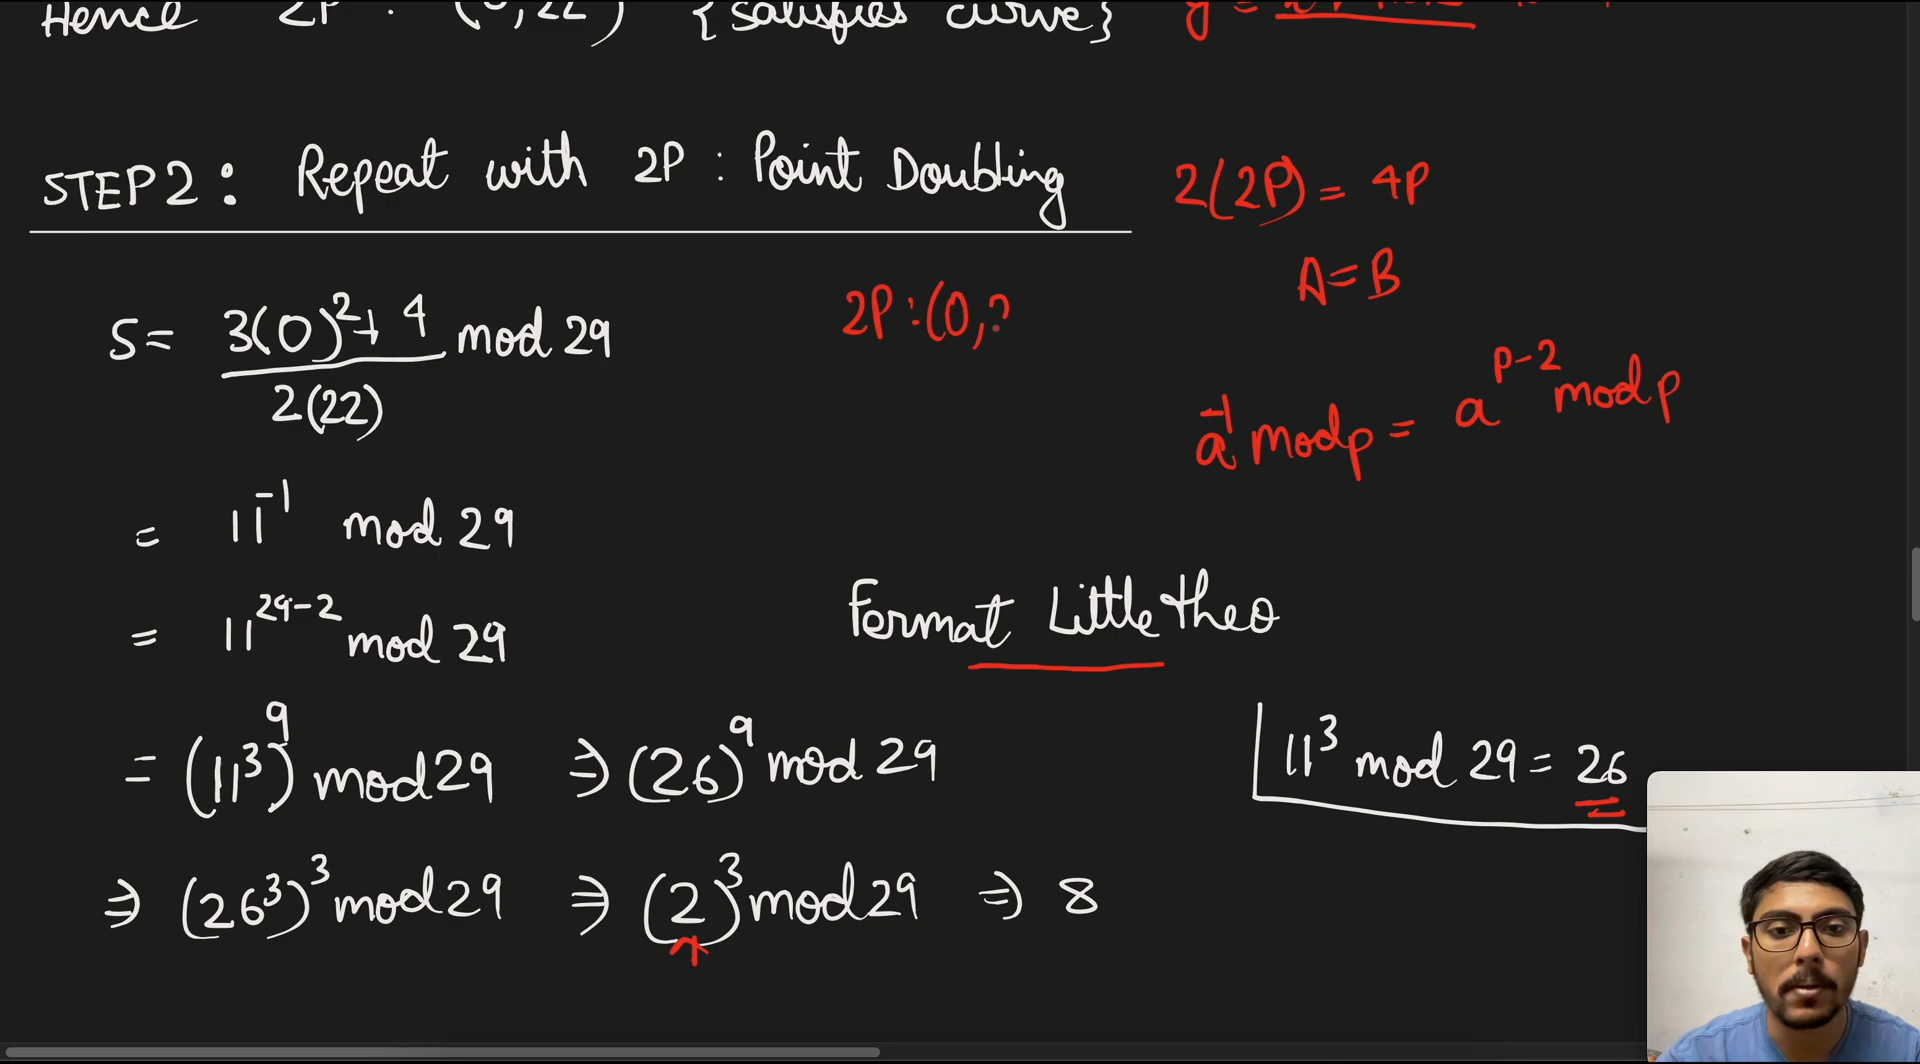 Hence 2P : (0,22) {satisfies curve}
y =
STEP2: Repeat with 2P : Point Doubling
2(2P) = 4P
A=B
S = 3(0)²+4 / 2(22) mod 29
2P:(0,2
a⁻¹ mod p = a^(p-2) mod p
= 11⁻¹ mod 29
= 11^(29-2) mod 29
Fermat Little theo
= (11³)⁹ mod 29 ⇒ (26)⁹ mod 29
11³ mod 29 = 26
⇒ (26³)³ mod 29 ⇒ (2)³ mod 29 ⇒ 8